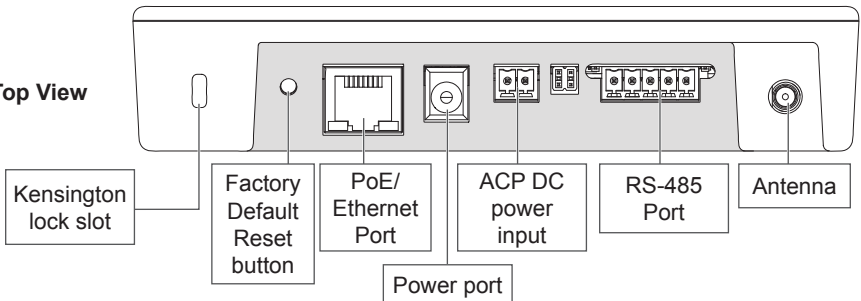 Top View
Kensington
lock slot
Factory
Default
Reset
button
PoE/
Ethernet
Port
Power port
ACP DC
power
input
RS-485
Port
Antenna